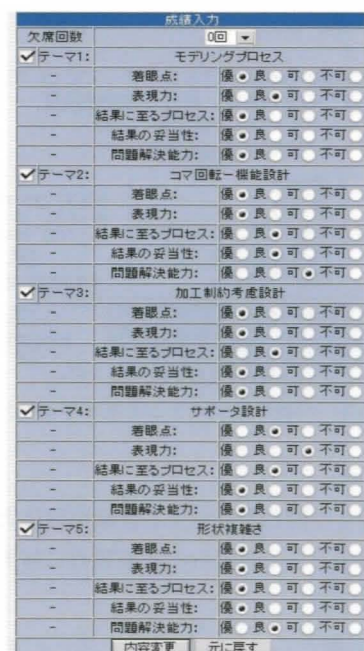 成績入力
欠席回数 0回
テーマ1: モデリングプロセス
- 着眼点: 優 良 可 不可
- 表現力: 優 良 可 不可
- 結果に至るプロセス: 優 良 可 不可
- 結果の妥当性: 優 良 可 不可
- 問題解決能力: 優 良 可 不可
テーマ2: コマ回転-機能設計
- 着眼点: 優 良 可 不可
- 表現力: 優 良 可 不可
- 結果に至るプロセス: 優 良 可 不可
- 結果の妥当性: 優 良 可 不可
- 問題解決能力: 優 良 可 不可
テーマ3: 加工制約考慮設計
- 着眼点: 優 良 可 不可
- 表現力: 優 良 可 不可
- 結果に至るプロセス: 優 良 可 不可
- 結果の妥当性: 優 良 可 不可
- 問題解決能力: 優 良 可 不可
テーマ4: サポータ設計
- 着眼点: 優 良 可 不可
- 表現力: 優 良 可 不可
- 結果に至るプロセス: 優 良 可 不可
- 結果の妥当性: 優 良 可 不可
- 問題解決能力: 優 良 可 不可
テーマ5: 形状複雑さ
- 着眼点: 優 良 可 不可
- 表現力: 優 良 可 不可
- 結果に至るプロセス: 優 良 可 不可
- 結果の妥当性: 優 良 可 不可
- 問題解決能力: 優 良 可 不可
内容変更 元に戻す